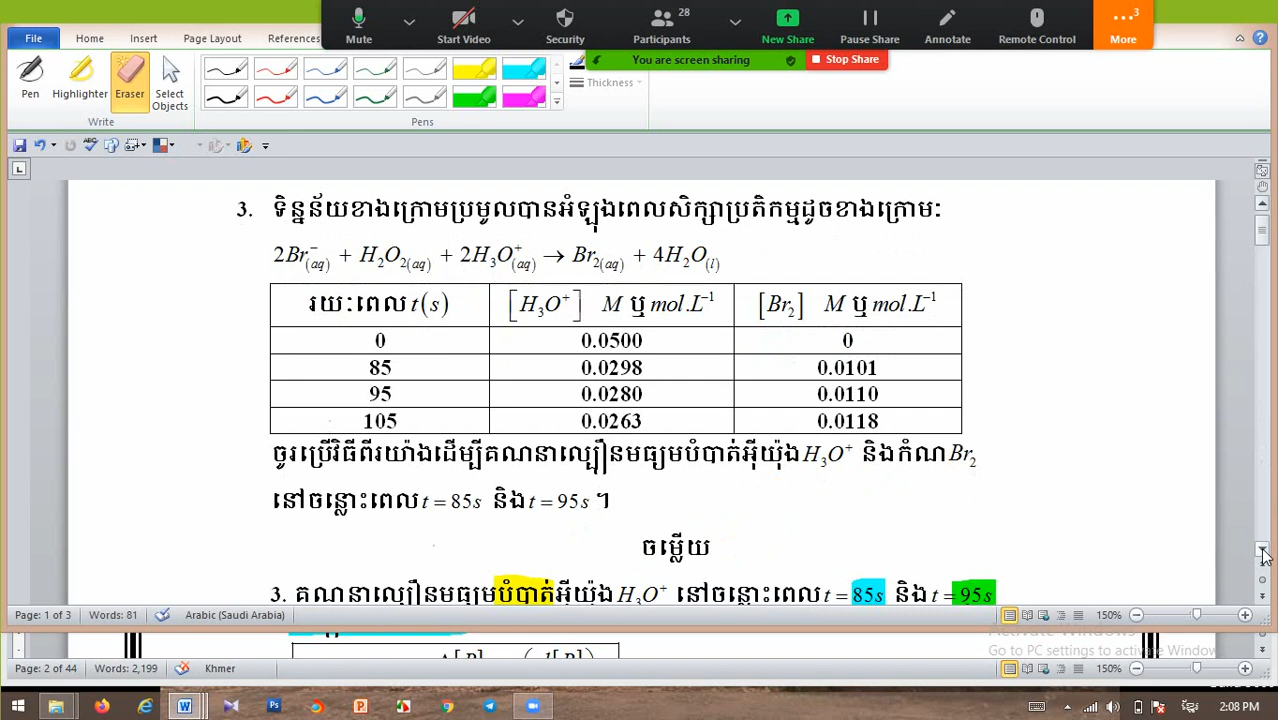 Mute
Start Video
Security
28
Participants
New Share
Pause Share
Annotate
Remote Control
3
More
You are screen sharing
Stop Share
File Home Insert Page Layout References
Pen Highlighter Eraser Select Objects
Thickness
Write
Pens
3. ទិន្នន័យខាងក្រោមប្រមូលបានអំឡុងពេលសិក្សាប្រតិកម្មដូចខាងក្រោម:
2Br⁻(aq) + H₂O₂(aq) + 2H₃O⁺(aq) → Br₂(aq) + 4H₂O(l)
រយ:ពេល t(s) [H₃O⁺] M ឬ mol.L⁻¹ [Br₂] M ឬ mol.L⁻¹
0 0.0500 0
85 0.0298 0.0101
95 0.0280 0.0110
105 0.0263 0.0118
ចូរប្រើវិធីពីរយ៉ាងដើម្បីគណនាល្បឿនមធ្យមបំបាត់អ៊ីយ៉ុង H₃O⁺ និងកំណ Br₂
នៅចន្លោះពេល t = 85s និង t = 95s ។
ចម្លើយ
3. គណនាល្បឿនមធ្យមបំបាត់អ៊ីយ៉ុង H₃O⁺ នៅចន្លោះពេល t = 85s និង t = 95s
Page: 1 of 3 Words: 81 Arabic (Saudi Arabia) 150%
Activate Windows
Go to PC settings to activate Windows.
Page: 2 of 44 Words: 2,199 Khmer 150%
2:08 PM